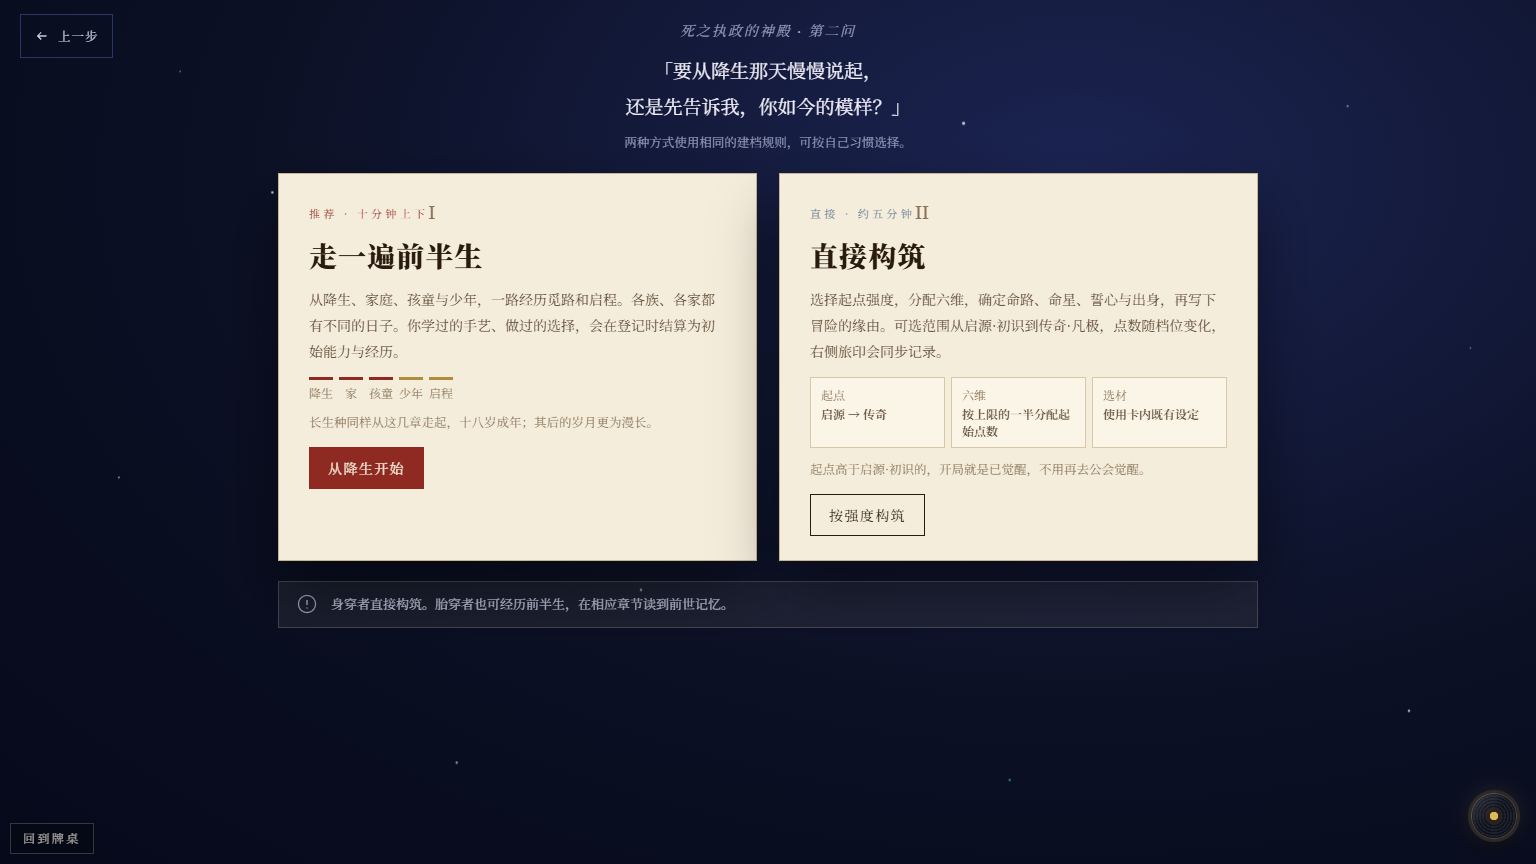 上一步
死之执政的神殿 · 第二问
「要从降生那天慢慢说起，
还是先告诉我，你如今的模样？」
两种方式使用相同的建档规则，可按自己习惯选择。
推荐 · 十分钟上下 I
走一遍前半生
从降生、家庭、孩童与少年，一路经历觅路和启程。各族、各家都
有不同的日子。你学过的手艺、做过的选择，会在登记时结算为初
始能力与经历。
降生 家 孩童 少年 启程
长生种同样从这几章走起，十八岁成年；其后的岁月更为漫长。
从降生开始
直接 · 约五分钟 II
直接构筑
选择起点强度，分配六维，确定命路、命星、誓心与出身，再写下
冒险的缘由。可选范围从启源·初识到传奇·凡极，点数随档位变化，
右侧旅印会同步记录。
起点
启源 → 传奇
六维
按上限的一半分配起
始点数
选材
使用卡内既有设定
起点高于启源·初识的，开局就是已觉醒，不用再去公会觉醒。
按强度构筑
身穿者直接构筑。胎穿者也可经历前半生，在相应章节读到前世记忆。
回到牌桌